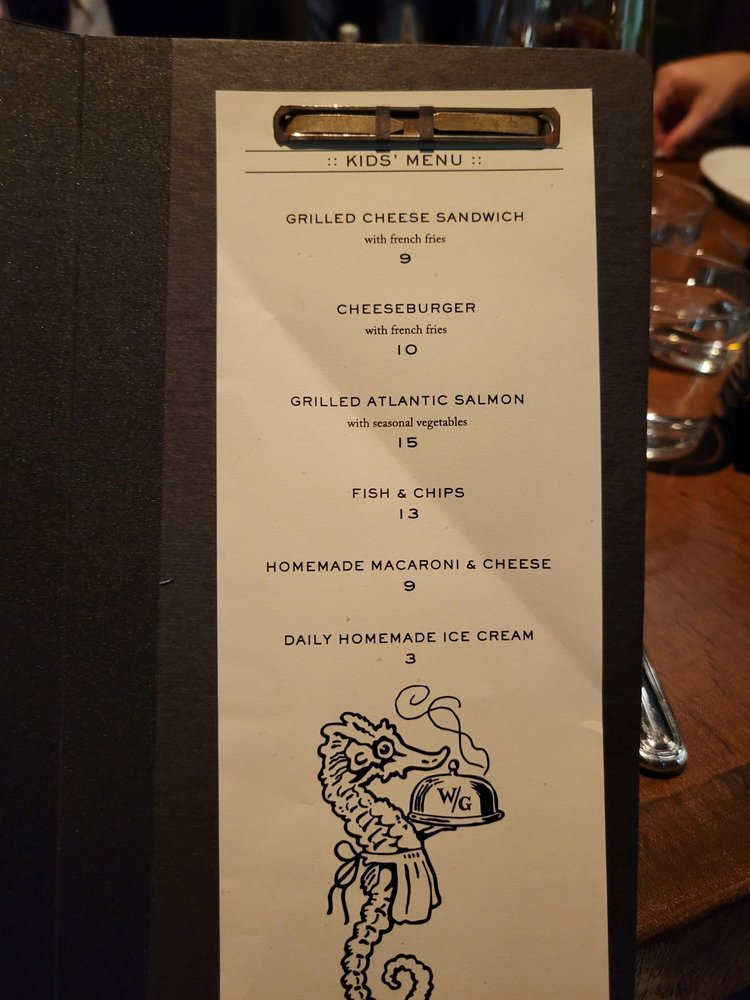 :: KIDS' MENU ::
GRILLED CHEESE SANDWICH
with french fries
9
CHEESEBURGER
with french fries
10
GRILLED ATLANTIC SALMON
with seasonal vegetables
15
FISH & CHIPS
13
HOMEMADE MACARONI & CHEESE
9
DAILY HOMEMADE ICE CREAM
3
W/G